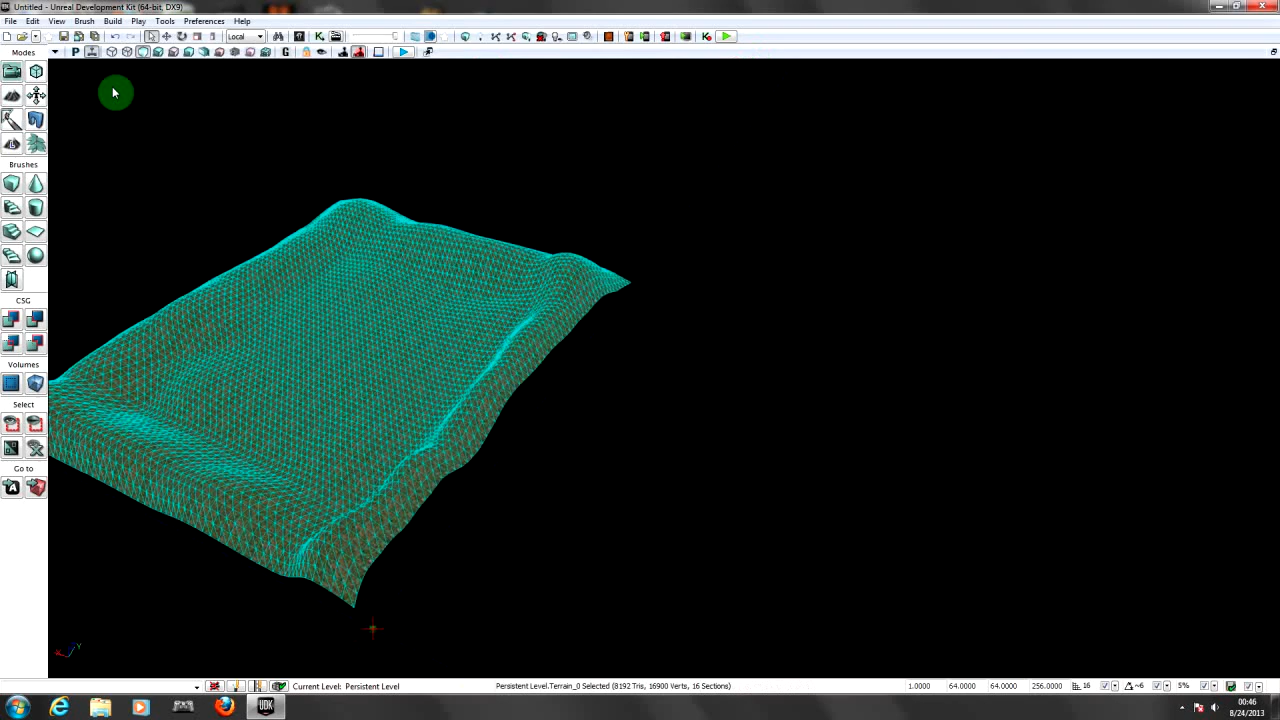 Untitled - Unreal Development Kit (64-bit, DX9)
File Edit View Brush Build Play Tools Preferences Help
Local
Modes
P
G
L
Brushes
CSG
Volumes
Select
Go to
A
X Y
Current Level: Persistent Level
Persistent Level.Terrain_0 Selected (8192 Tris, 16900 Verts, 16 Sections)
1.0000 64.0000 64.0000 256.0000 16 ~6 5%
UDK
00:46
8/24/2013